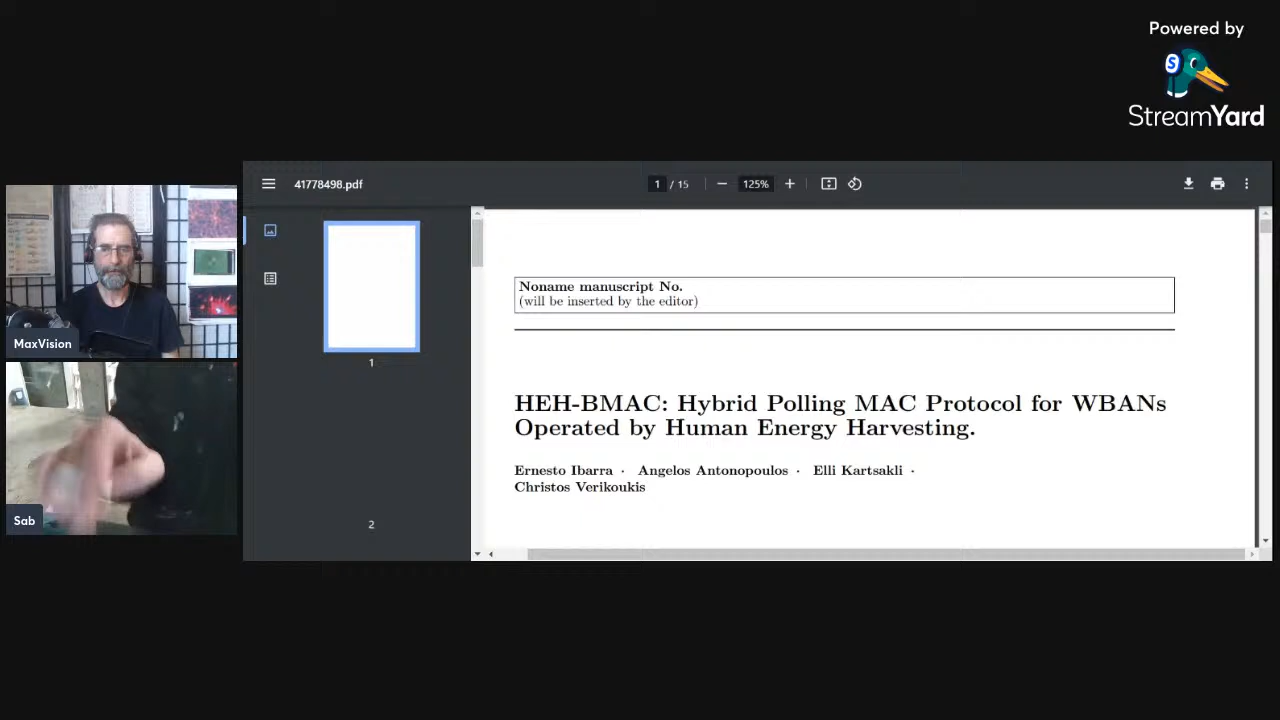 Powered by
StreamYard
41778498.pdf
1 / 15
125%
MaxVision
Sab
1
2
Noname manuscript No.
(will be inserted by the editor)
HEH-BMAC: Hybrid Polling MAC Protocol for WBANs
Operated by Human Energy Harvesting.
Ernesto Ibarra · Angelos Antonopoulos · Elli Kartsakli ·
Christos Verikoukis